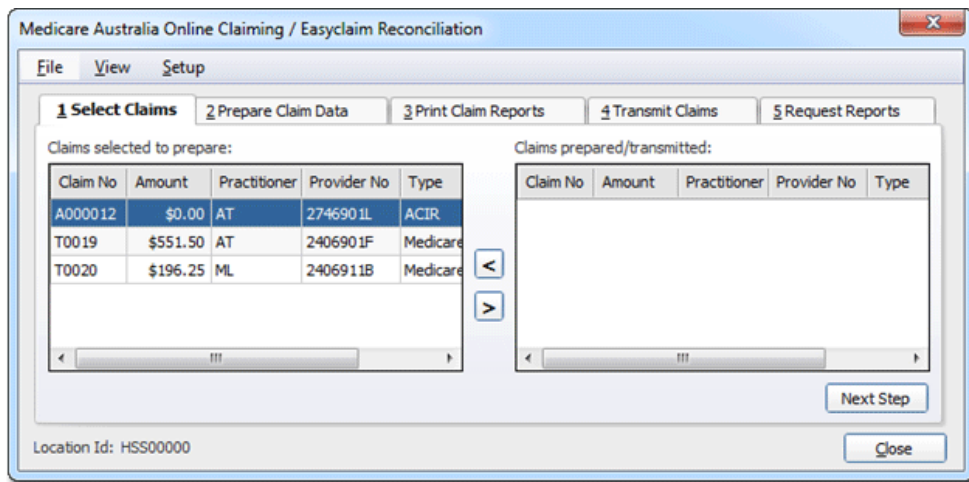 Medicare Australia Online Claiming / Easyclaim Reconciliation
File View Setup
1 Select Claims 2 Prepare Claim Data 3 Print Claim Reports 4 Transmit Claims 5 Request Reports
Claims selected to prepare: Claims prepared/transmitted:
Claim No Amount Practitioner Provider No Type Claim No Amount Practitioner Provider No Type
A000012 $0.00 AT 2746901L ACIR
T0019 $551.50 AT 2406901F Medicare
T0020 $196.25 ML 2406911B Medicare
<
>
Next Step
Location Id: HSS00000 Close